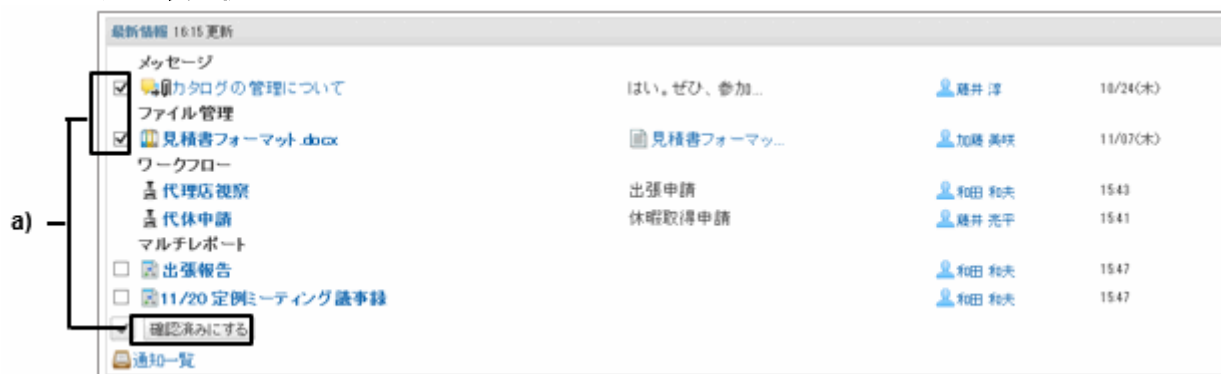 最新情報 16:15 更新
メッセージ
カタログの管理について はい。ぜひ、参加... 藤井 淳 10/24(木)
ファイル管理
見積書フォーマット.docx 見積書フォーマッ... 加藤 美咲 11/07(木)
ワークフロー
代理店視察 出張申請 和田 和夫 15:43
代休申請 休暇取得申請 藤井 亮平 15:41
マルチレポート
出張報告 和田 和夫 15:47
11/20 定例ミーティング議事録 和田 和夫 15:47
a)
確認済みにする
通知一覧